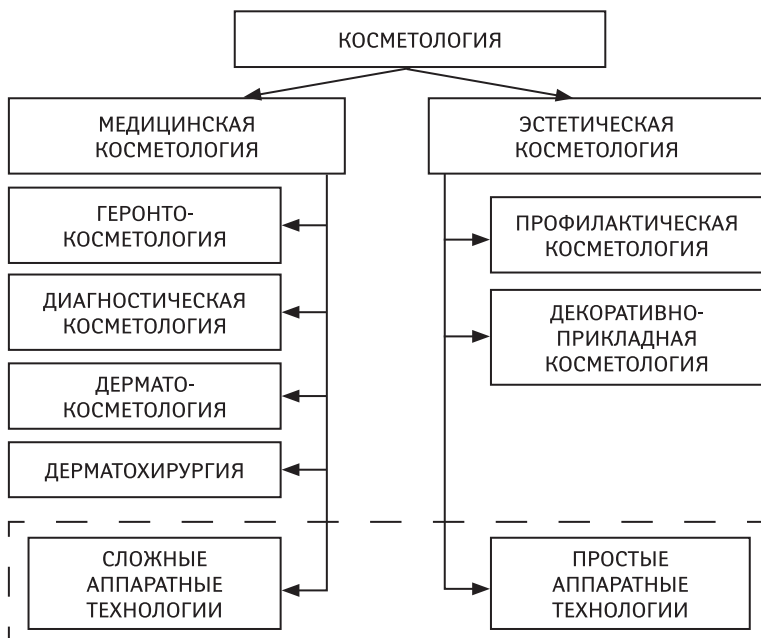 КОСМЕТОЛОГИЯ
МЕДИЦИНСКАЯ
КОСМЕТОЛОГИЯ
ЭСТЕТИЧЕСКАЯ
КОСМЕТОЛОГИЯ
ГЕРОНТО-
КОСМЕТОЛОГИЯ
ДИАГНОСТИЧЕСКАЯ
КОСМЕТОЛОГИЯ
ДЕРМАТО-
КОСМЕТОЛОГИЯ
ДЕРМАТОХИРУРГИЯ
СЛОЖНЫЕ
АППАРАТНЫЕ
ТЕХНОЛОГИИ
ПРОФИЛАКТИЧЕСКАЯ
КОСМЕТОЛОГИЯ
ДЕКОРАТИВНО-
ПРИКЛАДНАЯ
КОСМЕТОЛОГИЯ
ПРОСТЫЕ
АППАРАТНЫЕ
ТЕХНОЛОГИИ